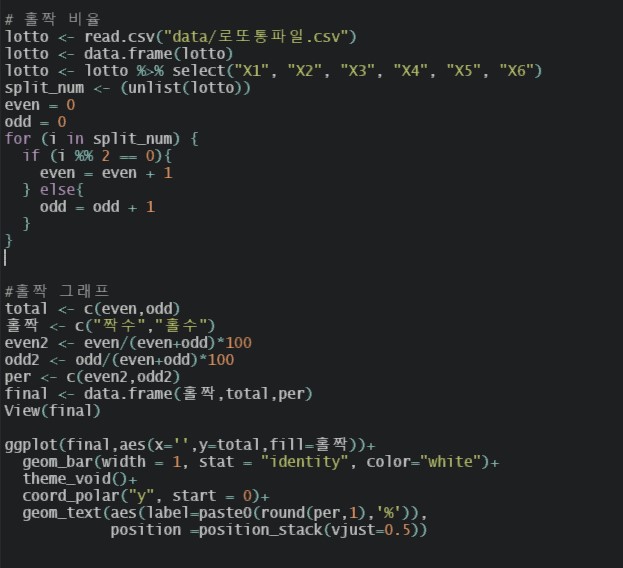 # 홀짝 비율
lotto <- read.csv("data/로또통파일.csv")
lotto <- data.frame(lotto)
lotto <- lotto %>% select("X1", "X2", "X3", "X4", "X5", "X6")
split_num <- (unlist(lotto))
even = 0
odd = 0
for (i in split_num) {
  if (i %% 2 == 0){
    even = even + 1
  } else{
    odd = odd + 1
  }
}
#홀짝 그래프
total <- c(even,odd)
홀짝 <- c("짝수","홀수")
even2 <- even/(even+odd)*100
odd2 <- odd/(even+odd)*100
per <- c(even2,odd2)
final <- data.frame(홀짝,total,per)
View(final)
ggplot(final,aes(x='',y=total,fill=홀짝))+
  geom_bar(width = 1, stat = "identity", color="white")+
  theme_void()+
  coord_polar("y", start = 0)+
  geom_text(aes(label=paste0(round(per,1),'%')),
            position =position_stack(vjust=0.5))